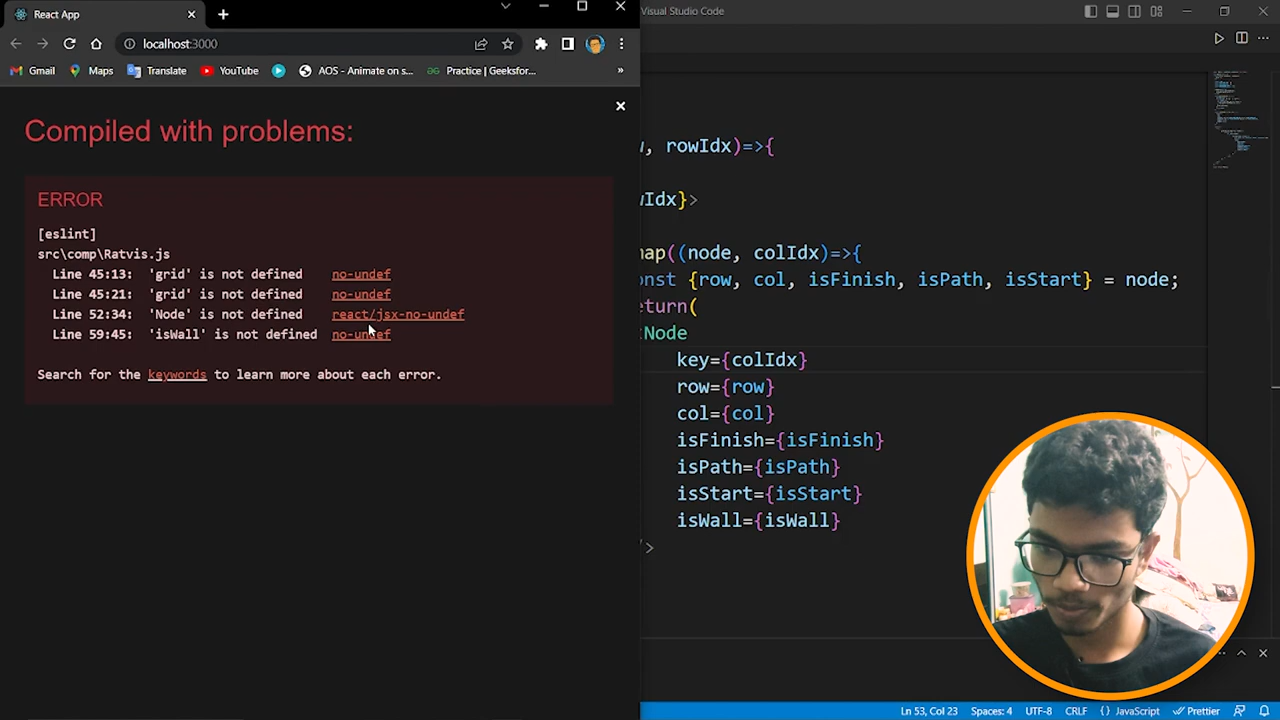 React App
Visual Studio Code
localhost:3000
Gmail Maps Translate YouTube AOS - Animate on s... Practice | Geeksfor... »
Compiled with problems:
ERROR
[eslint]
src\comp\Ratvis.js
Line 45:13: 'grid' is not defined no-undef
Line 45:21: 'grid' is not defined no-undef
Line 52:34: 'Node' is not defined react/jsx-no-undef
Line 59:45: 'isWall' is not defined no-undef
Search for the keywords to learn more about each error.
, rowIdx)=>{
wIdx}>
map((node, colIdx)=>{
onst {row, col, isFinish, isPath, isStart} = node;
eturn(
Node
key={colIdx}
row={row}
col={col}
isFinish={isFinish}
isPath={isPath}
isStart={isStart}
isWall={isWall}
/>
Ln 53, Col 23 Spaces: 4 UTF-8 CRLF {} JavaScript Prettier